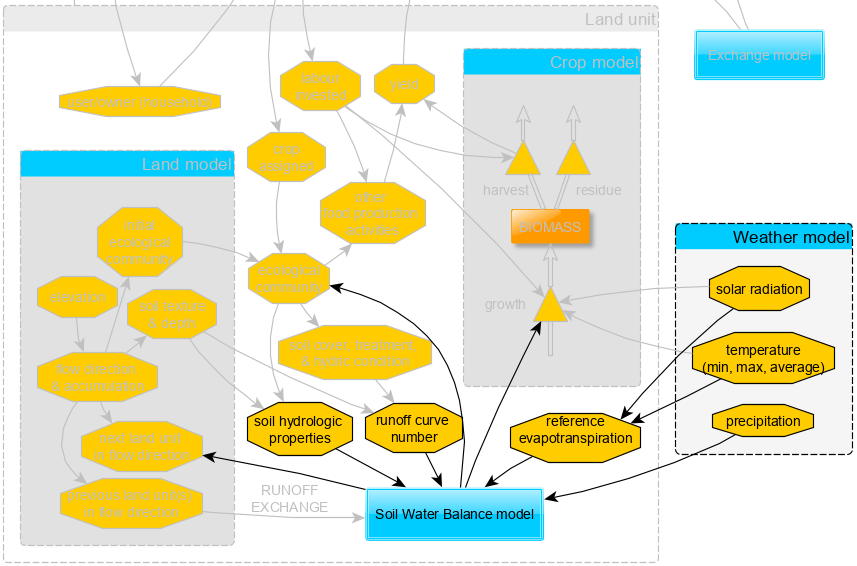 Land unit
Exchange model
user/owner (household)
labour
invested
yield
Crop model
crop
assigned
Land model
harvest
residue
other
food production
activities
BIOMASS
initial
ecological
community
Weather model
ecological
community
elevation
solar radiation
soil texture
& depth
growth
soil cover, treatment
& hydro condition
temperature
(min, max, average)
flow direction
& accumulation
soil hydrologic
properties
runoff curve
number
reference
evapotranspiration
precipitation
next land unit
in flow direction
previous land unit(s)
in flow direction
RUNOFF
EXCHANGE
Soil Water Balance model